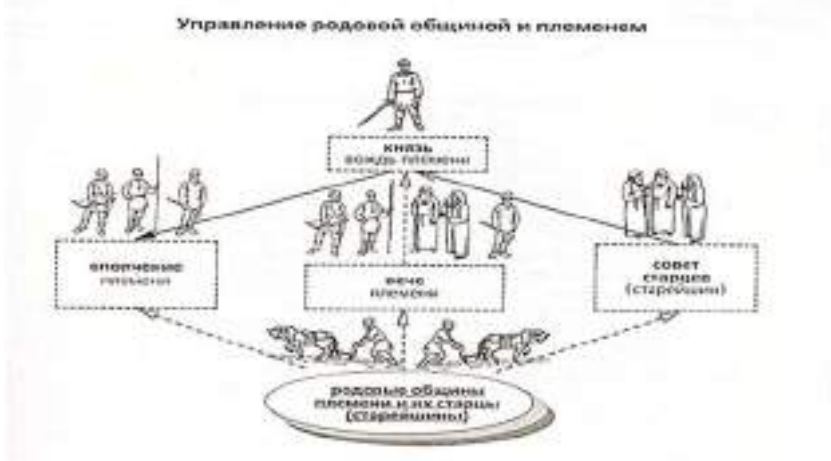 Управление родовой общиной и племенем
князь
вождь племени
ополчение
племени
вече
племени
совет
старцев
(старейшин)
родовые общины
племени и их старцы
(старейшины)